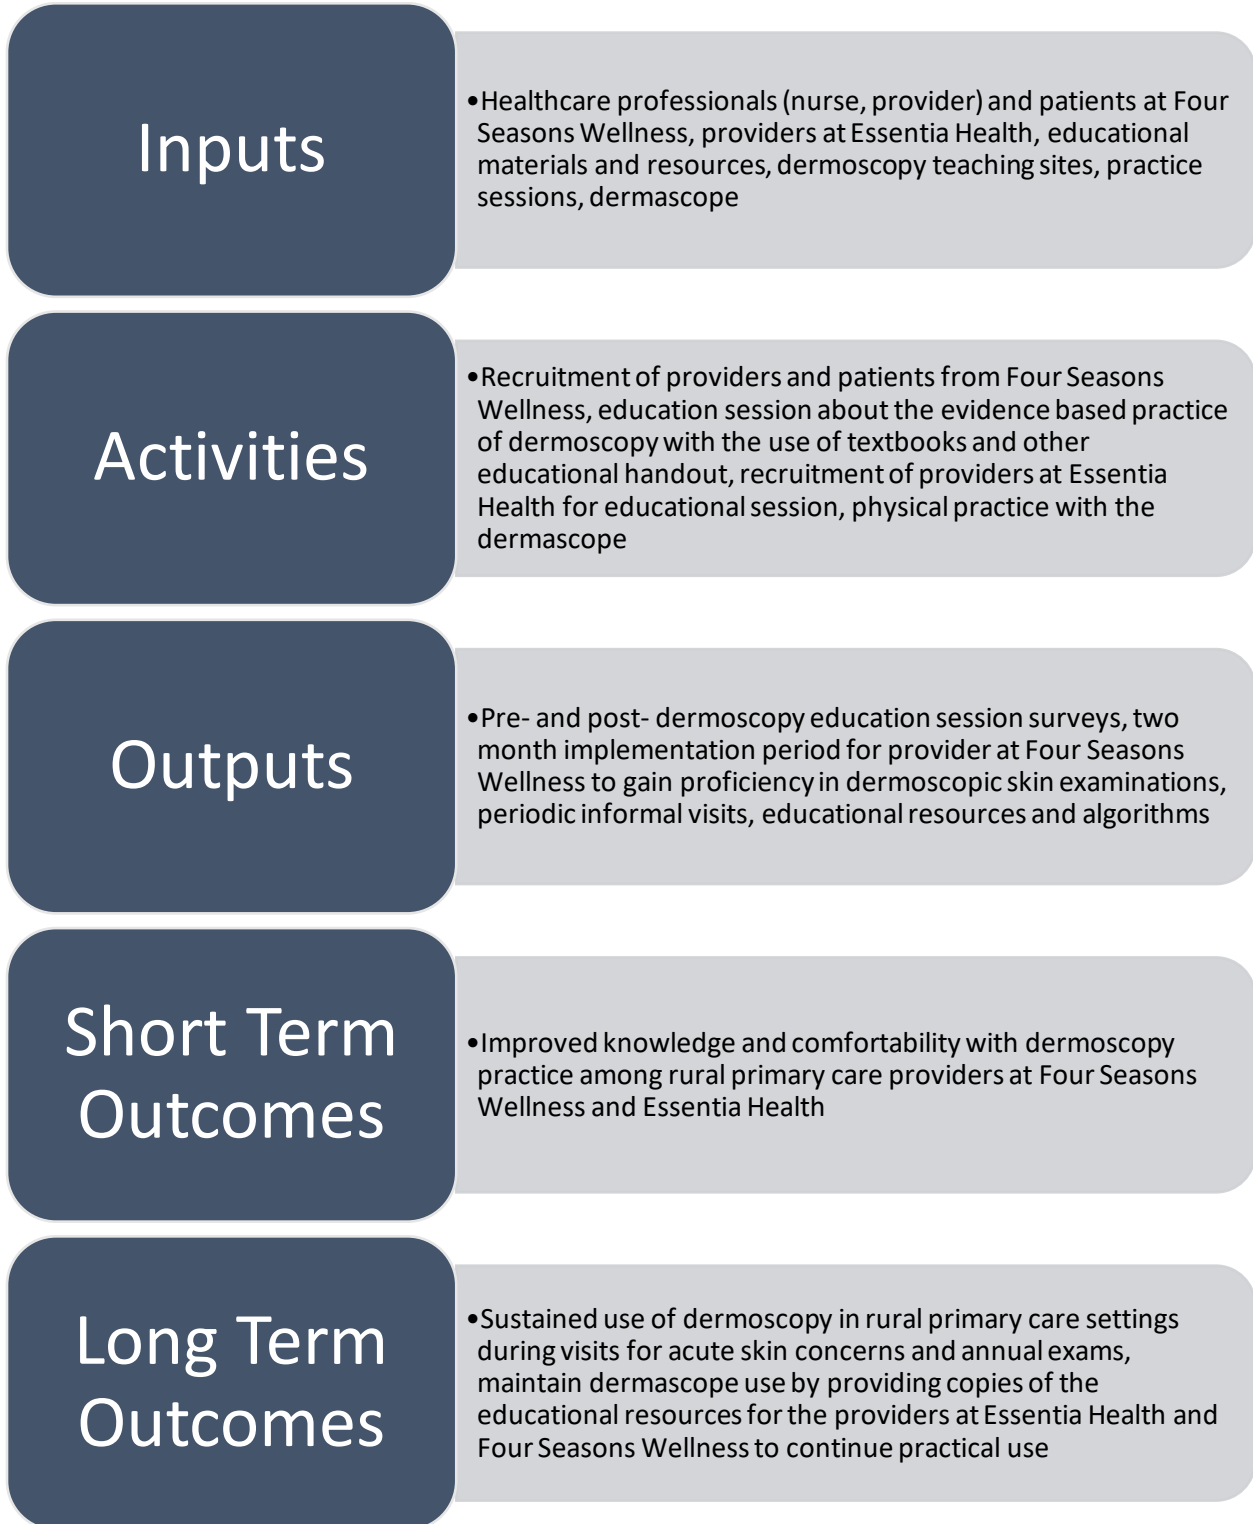 Inputs
•Healthcare professionals (nurse, provider) and patients at Four
Seasons Wellness, providers at Essentia Health, educational
materials and resources, dermoscopy teaching sites, practice
sessions, dermascope
Activities
•Recruitment of providers and patients from Four Seasons
Wellness, education session about the evidence based practice
of dermoscopy with the use of textbooks and other
educational handout, recruitment of providers at Essentia
Health for educational session, physical practice with the
dermascope
Outputs
•Pre- and post- dermoscopy education session surveys, two
month implementation period for provider at Four Seasons
Wellness to gain proficiency in dermoscopic skin examinations,
periodic informal visits, educational resources and algorithms
Short Term
Outcomes
•Improved knowledge and comfortability with dermoscopy
practice among rural primary care providers at Four Seasons
Wellness and Essentia Health
Long Term
Outcomes
•Sustained use of dermoscopy in rural primary care settings
during visits for acute skin concerns and annual exams,
maintain dermascope use by providing copies of the
educational resources for the providers at Essentia Health and
Four Seasons Wellness to continue practical use